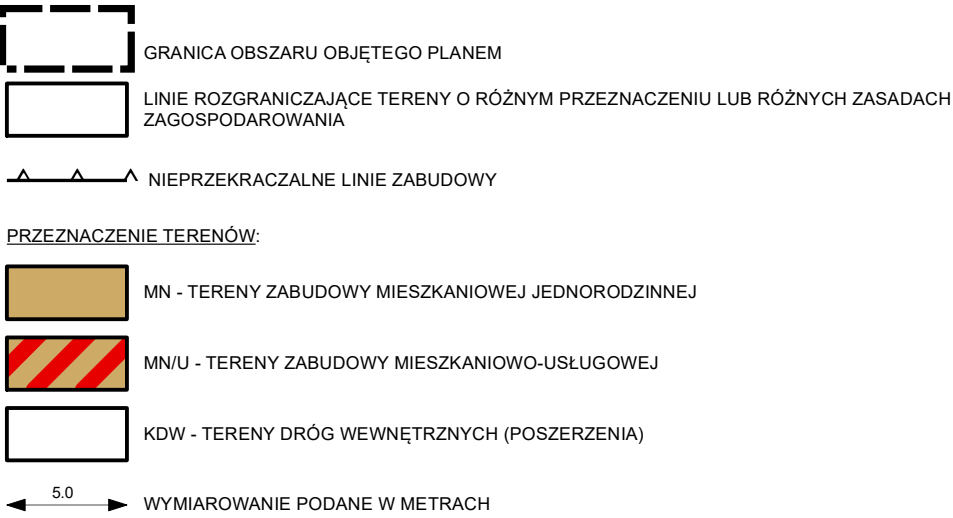 GRANICA OBSZARU OBJĘTEGO PLANEM
LINIE ROZGRANICZAJĄCE TERENY O RÓŻNYM PRZEZNACZENIU LUB RÓŻNYCH ZASADACH
ZAGOSPODAROWANIA
NIEPRZEKRACZALNE LINIE ZABUDOWY
PRZEZNACZENIE TERENÓW:
MN - TERENY ZABUDOWY MIESZKANIOWEJ JEDNORODZINNEJ
MN/U - TERENY ZABUDOWY MIESZKANIOWO-USŁUGOWEJ
KDW - TERENY DRÓG WEWNĘTRZNYCH (POSZERZENIA)
5.0
WYMIAROWANIE PODANE W METRACH